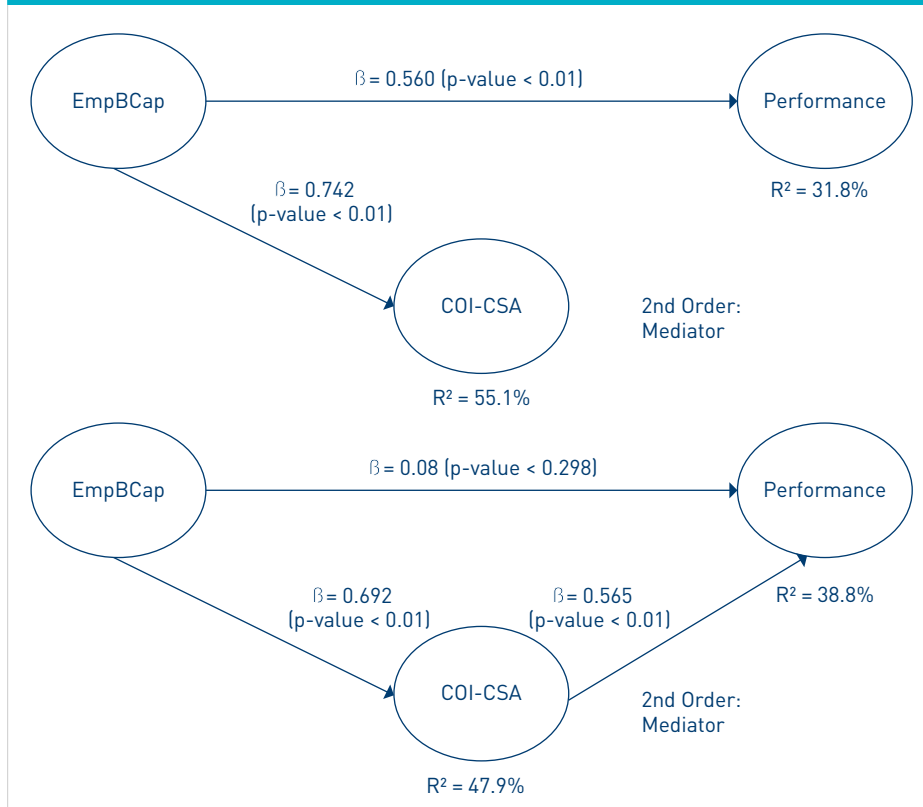 ß = 0.560 (p-value < 0.01)
EmpBCap
Performance
R² = 31.8%
ß = 0.742
(p-value < 0.01)
COI-CSA
2nd Order:
Mediator
R² = 55.1%
ß = 0.08 (p-value < 0.298)
EmpBCap
Performance
R² = 38.8%
ß = 0.692
(p-value < 0.01)
ß = 0.565
(p-value < 0.01)
COI-CSA
2nd Order:
Mediator
R² = 47.9%